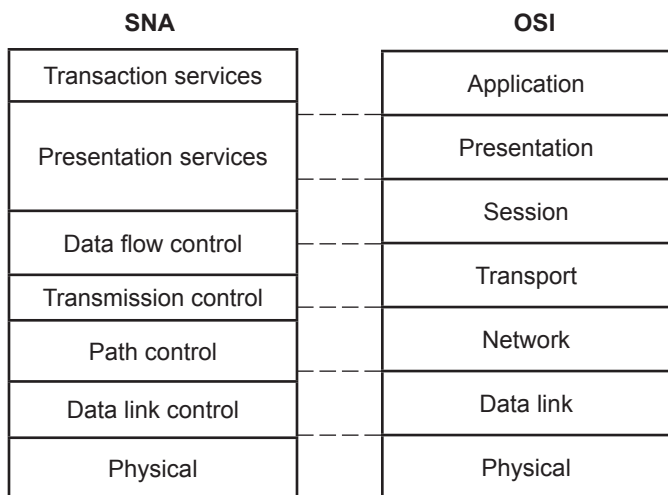 SNA
Transaction services
Presentation services
Data flow control
Transmission control
Path control
Data link control
Physical
OSI
Application
Presentation
Session
Transport
Network
Data link
Physical